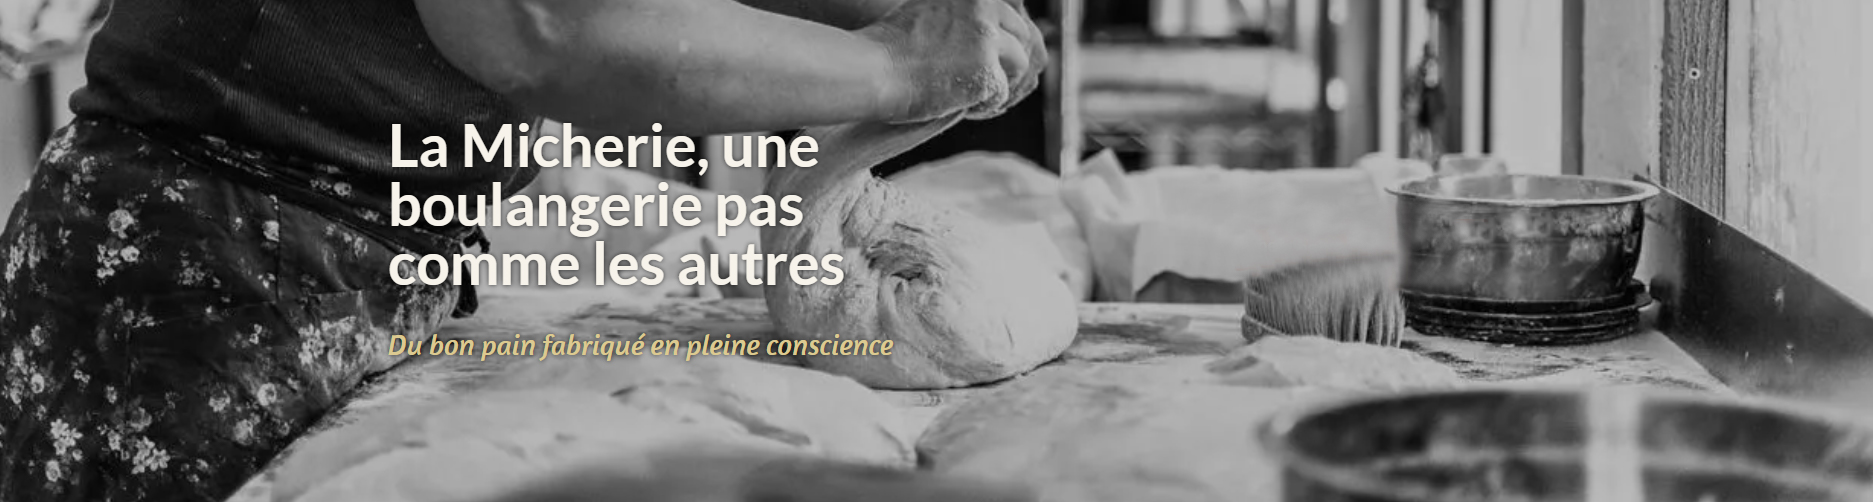 La Micherie, une
boulangerie pas
comme les autres
Du bon pain fabriqué en pleine conscience